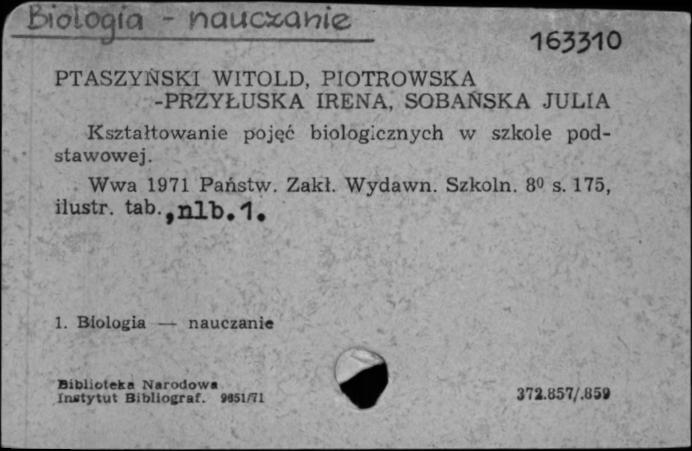 Biologia - nauczanie
163310
PTASZYŃSKI WITOLD, PIOTROWSKA
-PRZYŁUSKA IRENA, SOBAŃSKA JULIA
Kształtowanie pojęć biologicznych w szkole pod-
stawowej.
Wwa 1971 Państw. Zakł. Wydawn. Szkoln. 8⁰ s. 175,
ilustr. tab., nlb. 1.
1. Biologia — nauczanie
Biblioteka Narodowa
Instytut Bibliograf. 9651/71
372.857/.859